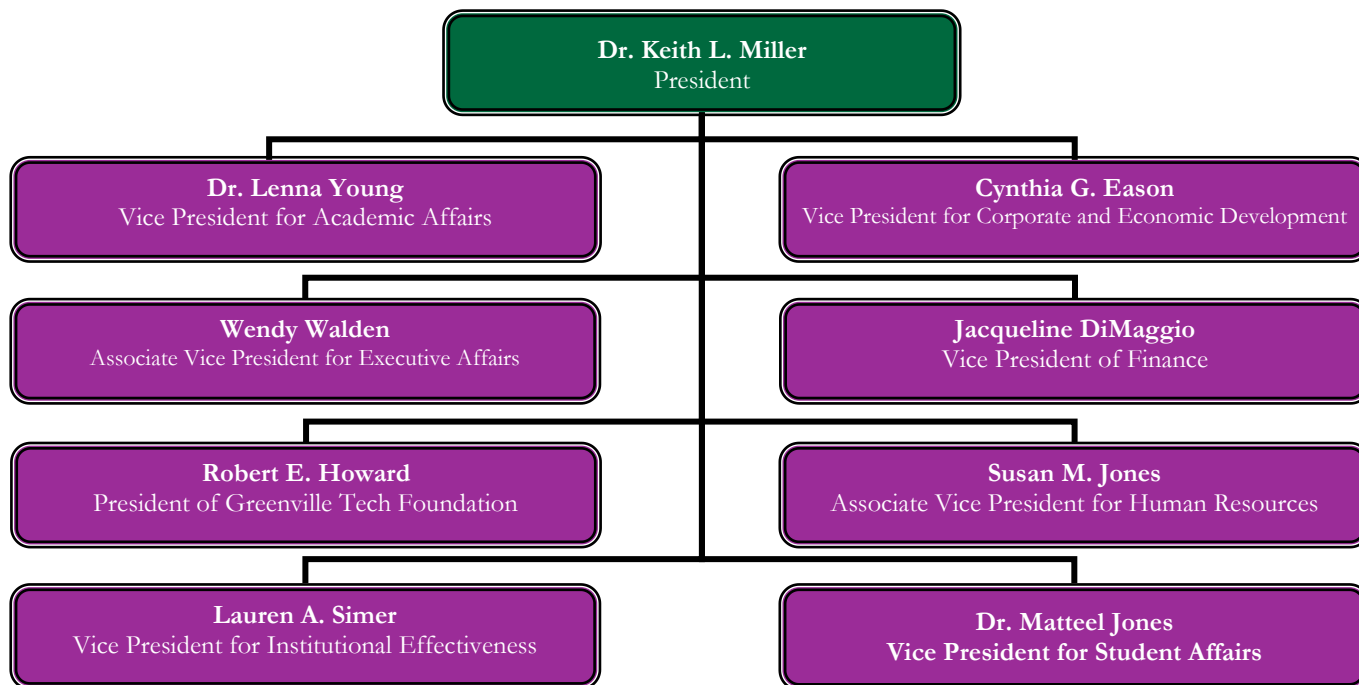 Dr. Keith L. Miller
President
Dr. Lenna Young
Vice President for Academic Affairs
Cynthia G. Eason
Vice President for Corporate and Economic Development
Wendy Walden
Associate Vice President for Executive Affairs
Jacqueline DiMaggio
Vice President of Finance
Robert E. Howard
President of Greenville Tech Foundation
Susan M. Jones
Associate Vice President for Human Resources
Lauren A. Simer
Vice President for Institutional Effectiveness
Dr. Matteel Jones
Vice President for Student Affairs